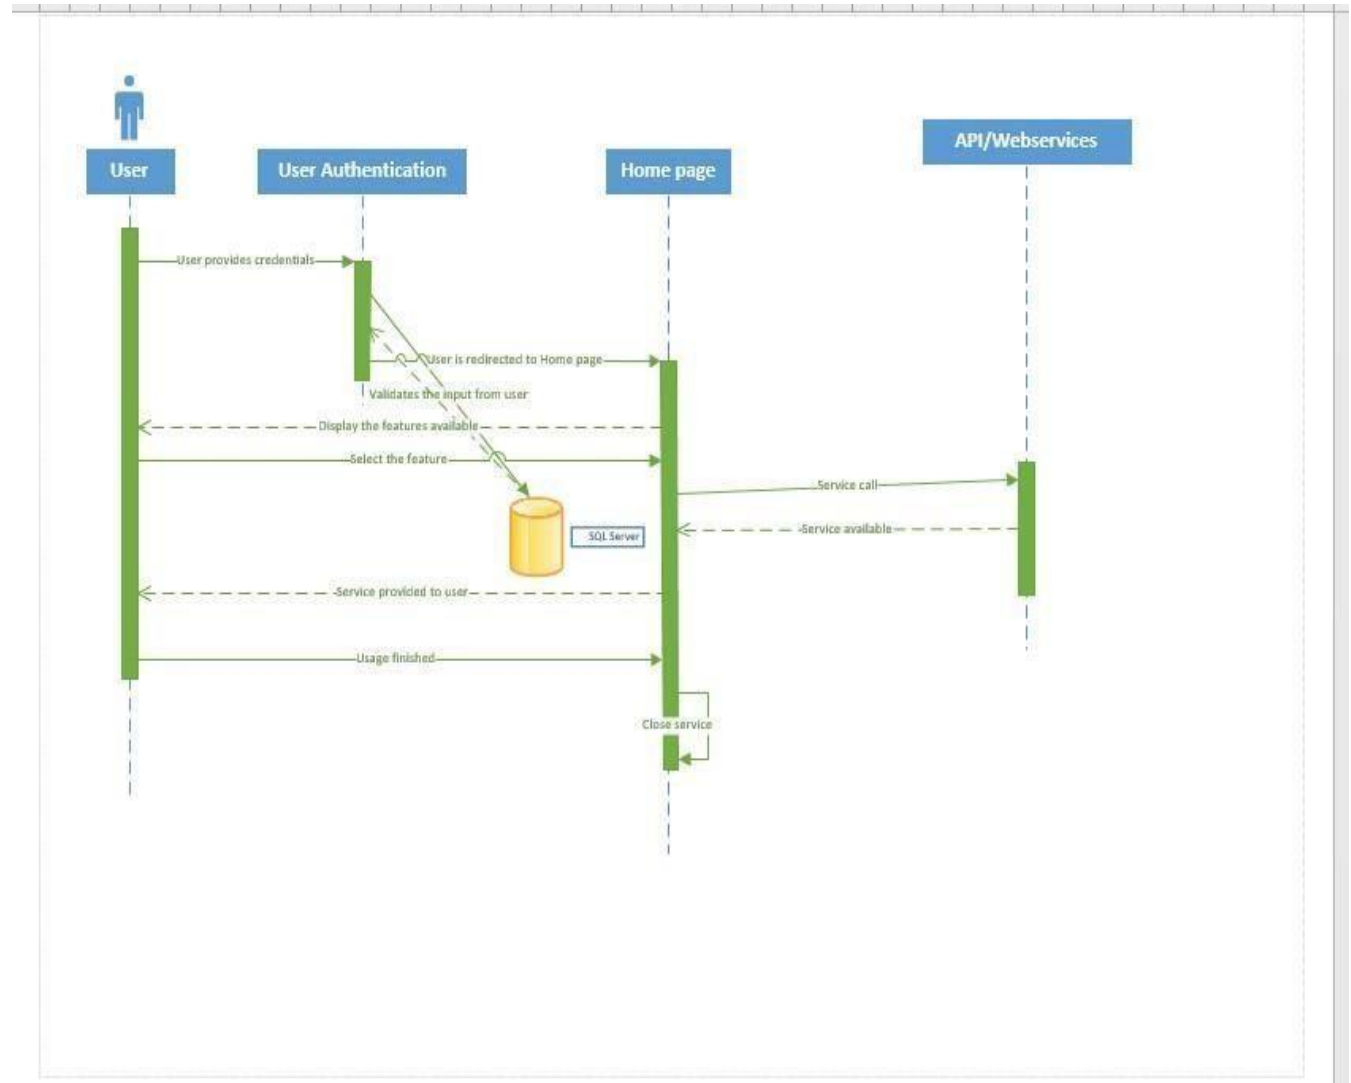 API/Webservices
User
User Authentication
Home page
User provides credentials
User is redirected to Home page
Validates the input from user
Display the features available
Select the feature
Service call
Service available
SQL Server
Service provided to user
Usage finished
Close service